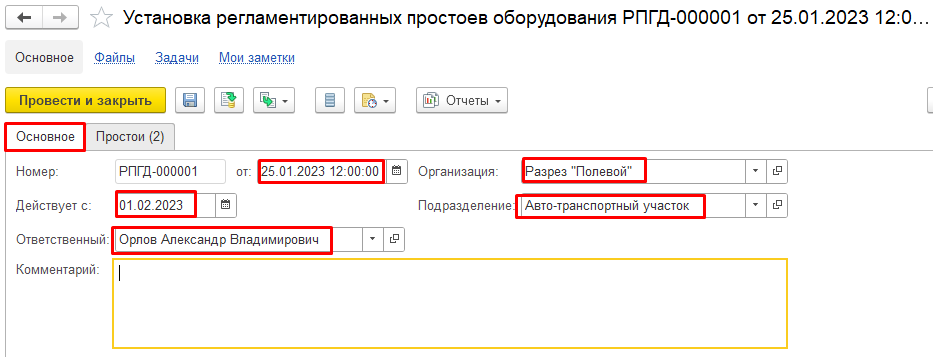 Установка регламентированных простоев оборудования РПГД-000001 от 25.01.2023 12:0...
Основное Файлы Задачи Мои заметки
Провести и закрыть Отчеты
Основное Простои (2)
Номер: РПГД-000001 от: 25.01.2023 12:00:00 Организация: Разрез "Полевой"
Действует с: 01.02.2023 Подразделение: Авто-транспортный участок
Ответственный: Орлов Александр Владимирович
Комментарий: